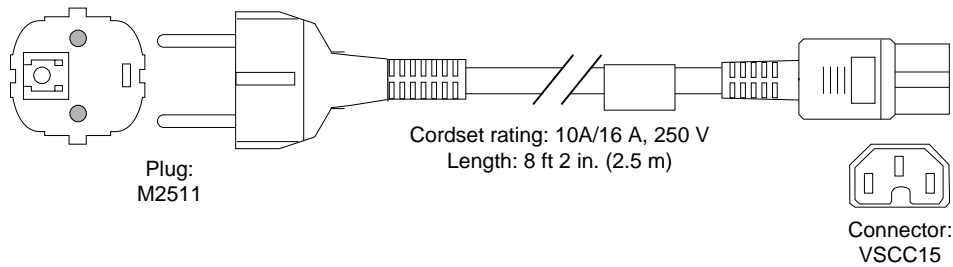 Plug:
M2511
Cordset rating: 10A/16 A, 250 V
Length: 8 ft 2 in. (2.5 m)
Connector:
VSCC15